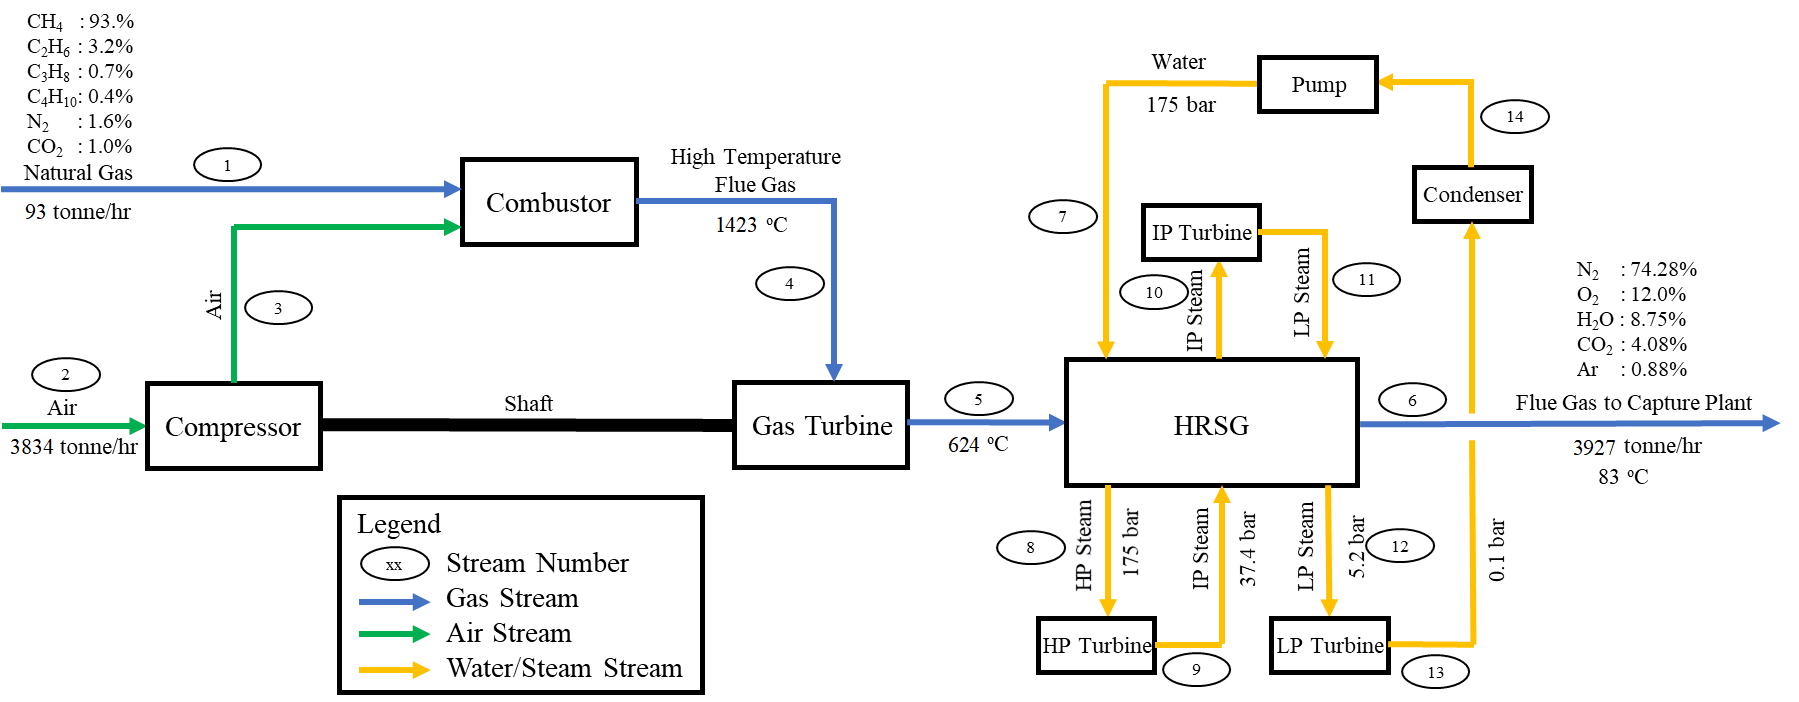 CH₄ : 93.%
C₂H₆ : 3.2%
C₃H₈ : 0.7%
C₄H₁₀: 0.4%
N₂ : 1.6%
CO₂ : 1.0%
Natural Gas
93 tonne/hr
1
2
Air
3834 tonne/hr
Compressor
Air
3
Combustor
High Temperature
Flue Gas
1423 ºC
4
Shaft
Gas Turbine
5
624 ºC
HRSG
Water
175 bar
Pump
14
Condenser
7
IP Turbine
10
IP Steam
LP Steam
11
N₂ : 74.28%
O₂ : 12.0%
H₂O : 8.75%
CO₂ : 4.08%
Ar : 0.88%
6
Flue Gas to Capture Plant
3927 tonne/hr
83 ºC
8
HP Steam
175 bar
IP Steam
37.4 bar
LP Steam
5.2 bar
12
0.1 bar
HP Turbine
9
LP Turbine
13
Legend
xx Stream Number
Gas Stream
Air Stream
Water/Steam Stream